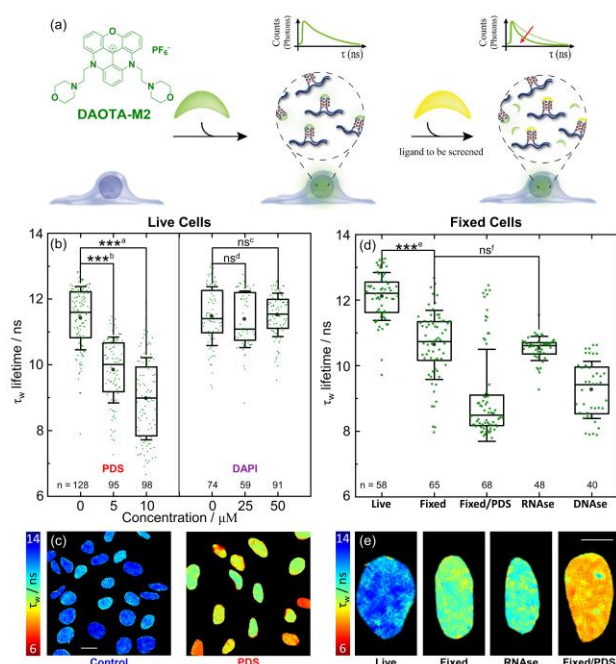 (a)
PF₆⁻
DAOTA-M2
Counts
(Photons)
τ (ns)
ligand to be screened
Counts
(Photons)
τ (ns)
Live Cells
Fixed Cells
(b)
τw lifetime / ns
14
13
12
11
10
9
8
6
***ᵃ
***ᵇ
nsᶜ
nsᵈ
PDS
DAPI
n = 128 95 98 74 59 91
0 5 10 0 25 50
Concentration / μM
(d)
τw lifetime / ns
14
12
10
8
6
***ᵉ
nsᶠ
n = 58 65 68 48 40
Live Fixed Fixed/PDS RNAse DNAse
(c)
14
τw / ns
6
Control
PDS
(e)
14
τw / ns
6
Live Fixed RNAse Fixed/PDS